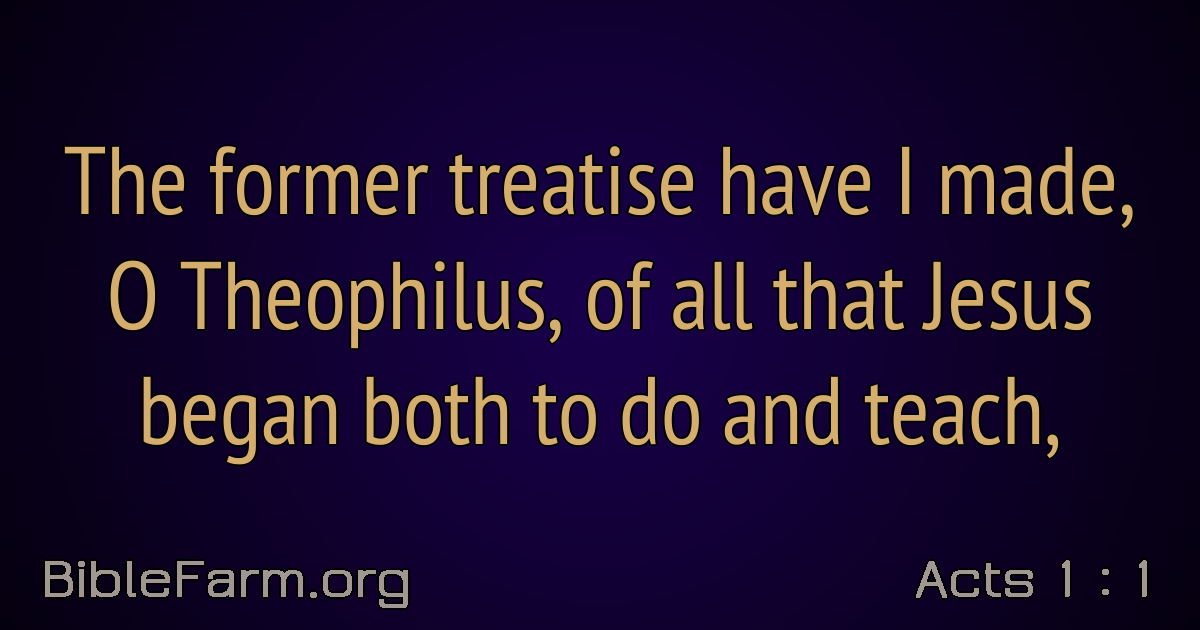 The former treatise have I made,
O Theophilus, of all that Jesus
began both to do and teach,
BibleFarm.org
Acts 1 : 1